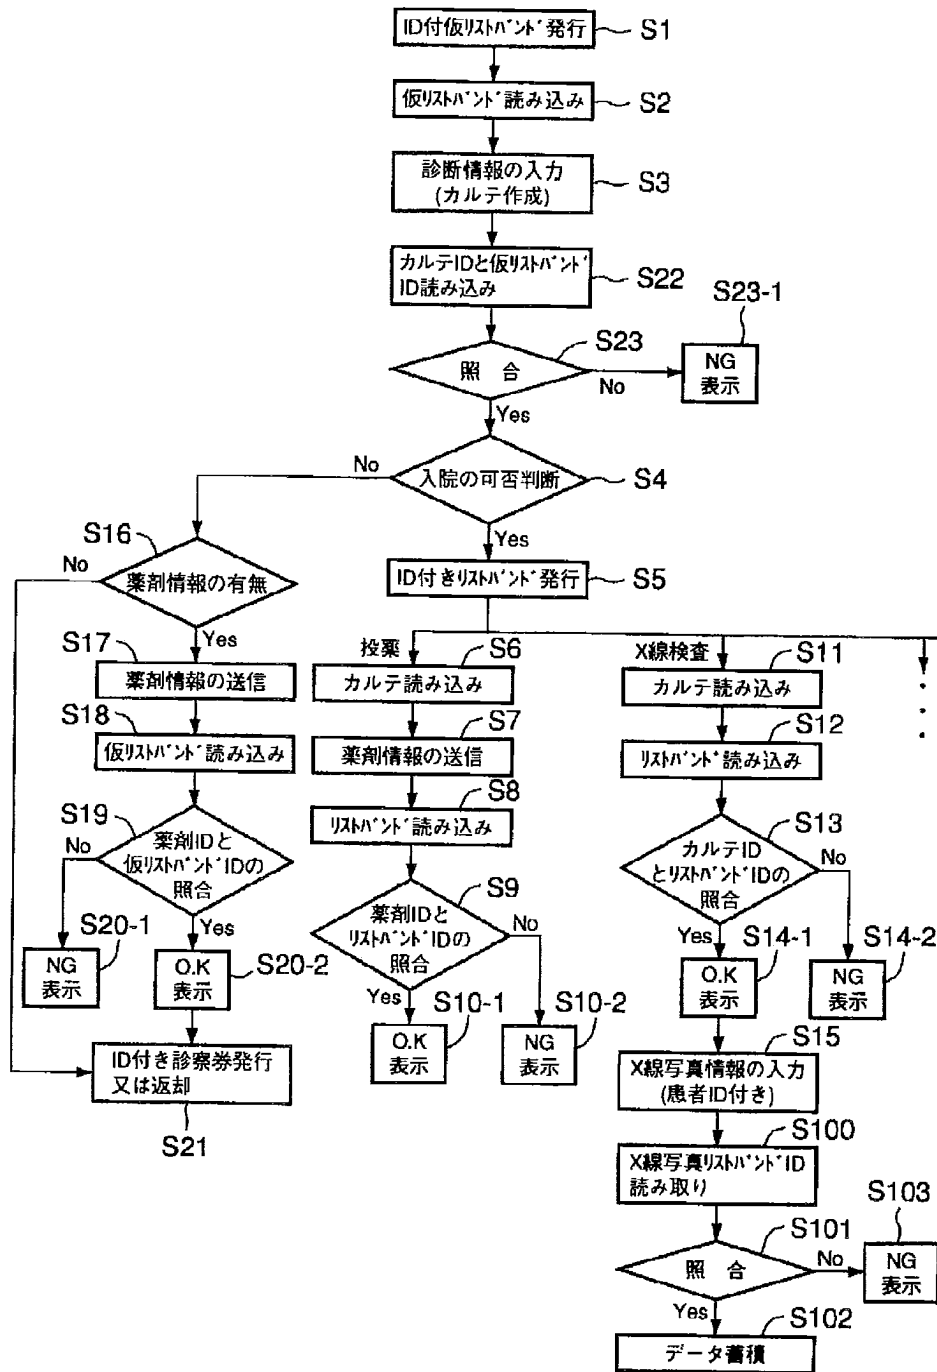 ID付仮ﾘｽﾄﾊﾞﾝﾄﾞ発行
S1
仮ﾘｽﾄﾊﾞﾝﾄﾞ読み込み
S2
診断情報の入力
(カルテ作成)
S3
カルテIDと仮ﾘｽﾄﾊﾞﾝﾄﾞ
ID読み込み
S22
S23-1
S23
照 合
No
NG
表示
Yes
No
入院の可否判断
S4
Yes
S16
No
薬剤情報の有無
Yes
ID付きﾘｽﾄﾊﾞﾝﾄﾞ発行
S5
S17
薬剤情報の送信
S18
仮ﾘｽﾄﾊﾞﾝﾄﾞ読み込み
S19
薬剤IDと
仮ﾘｽﾄﾊﾞﾝﾄﾞIDの
照合
No
Yes
S20-1
NG
表示
O.K
表示
S20-2
ID付き診察券発行
又は返却
S21
投薬
S6
カルテ読み込み
S7
薬剤情報の送信
S8
ﾘｽﾄﾊﾞﾝﾄﾞ読み込み
S9
薬剤IDと
ﾘｽﾄﾊﾞﾝﾄﾞIDの
照合
No
Yes
S10-1
O.K
表示
S10-2
NG
表示
X線検査
S11
カルテ読み込み
S12
ﾘｽﾄﾊﾞﾝﾄﾞ読み込み
S13
カルテID
とﾘｽﾄﾊﾞﾝﾄﾞIDの
照合
No
Yes
S14-1
O.K
表示
S14-2
NG
表示
S15
X線写真情報の入力
(患者ID付き)
S100
X線写真ﾘｽﾄﾊﾞﾝﾄﾞID
読み取り
S103
S101
照 合
No
NG
表示
Yes
S102
データ蓄積